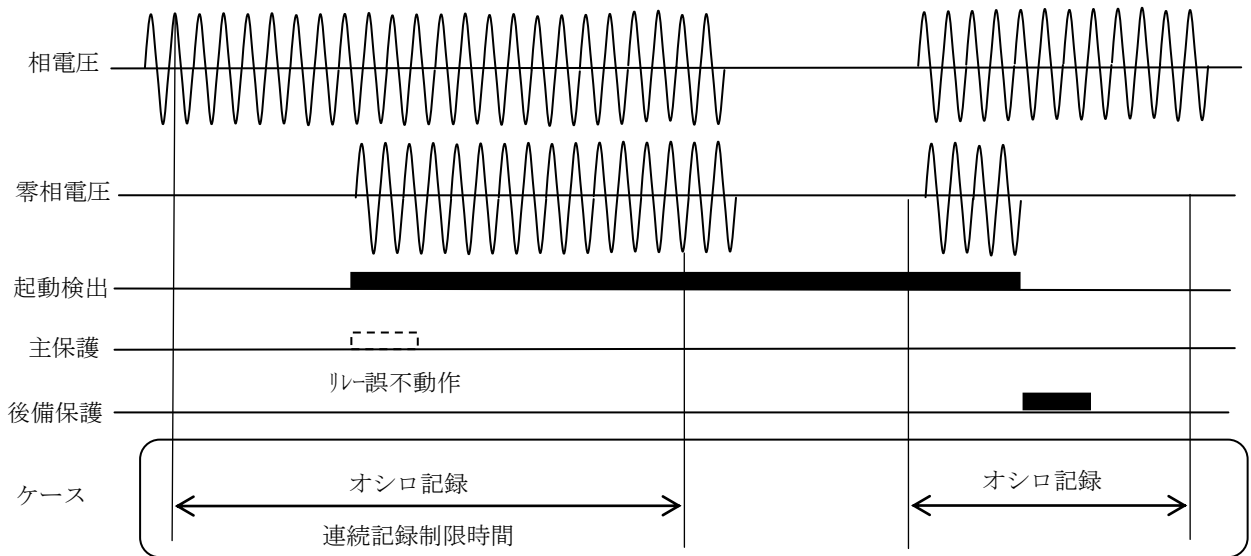 相電圧
零相電圧
起動検出
主保護
ﾘﾚｰ誤不動作
後備保護
ケース
オシロ記録
オシロ記録
連続記録制限時間